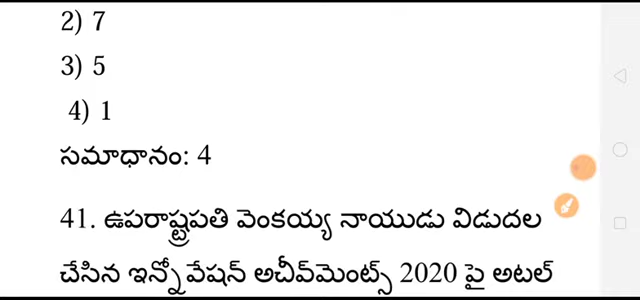 2) 7
3) 5
4) 1
సమాధానం: 4
41. ఉపరాష్ట్రపతి వెంకయ్య నాయుడు విడుదల
చేసిన ఇన్నోవేషన్ అచీవ్‌మెంట్స్ 2020 పై అటల్